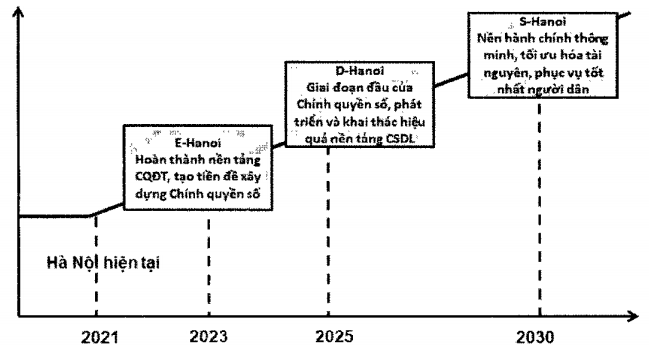 S-Hanoi
Nền hành chính thông
minh, tối ưu hóa tài
nguyên, phục vụ tốt
nhất người dân
D-Hanoi
Giai đoạn đầu của
Chính quyền số, phát
triển và khai thác hiệu
quả nền tảng CSDL
E-Hanoi
Hoàn thành nền tảng
CQĐT, tạo tiền đề xây
dựng Chính quyền số
Hà Nội hiện tại
2021
2023
2025
2030